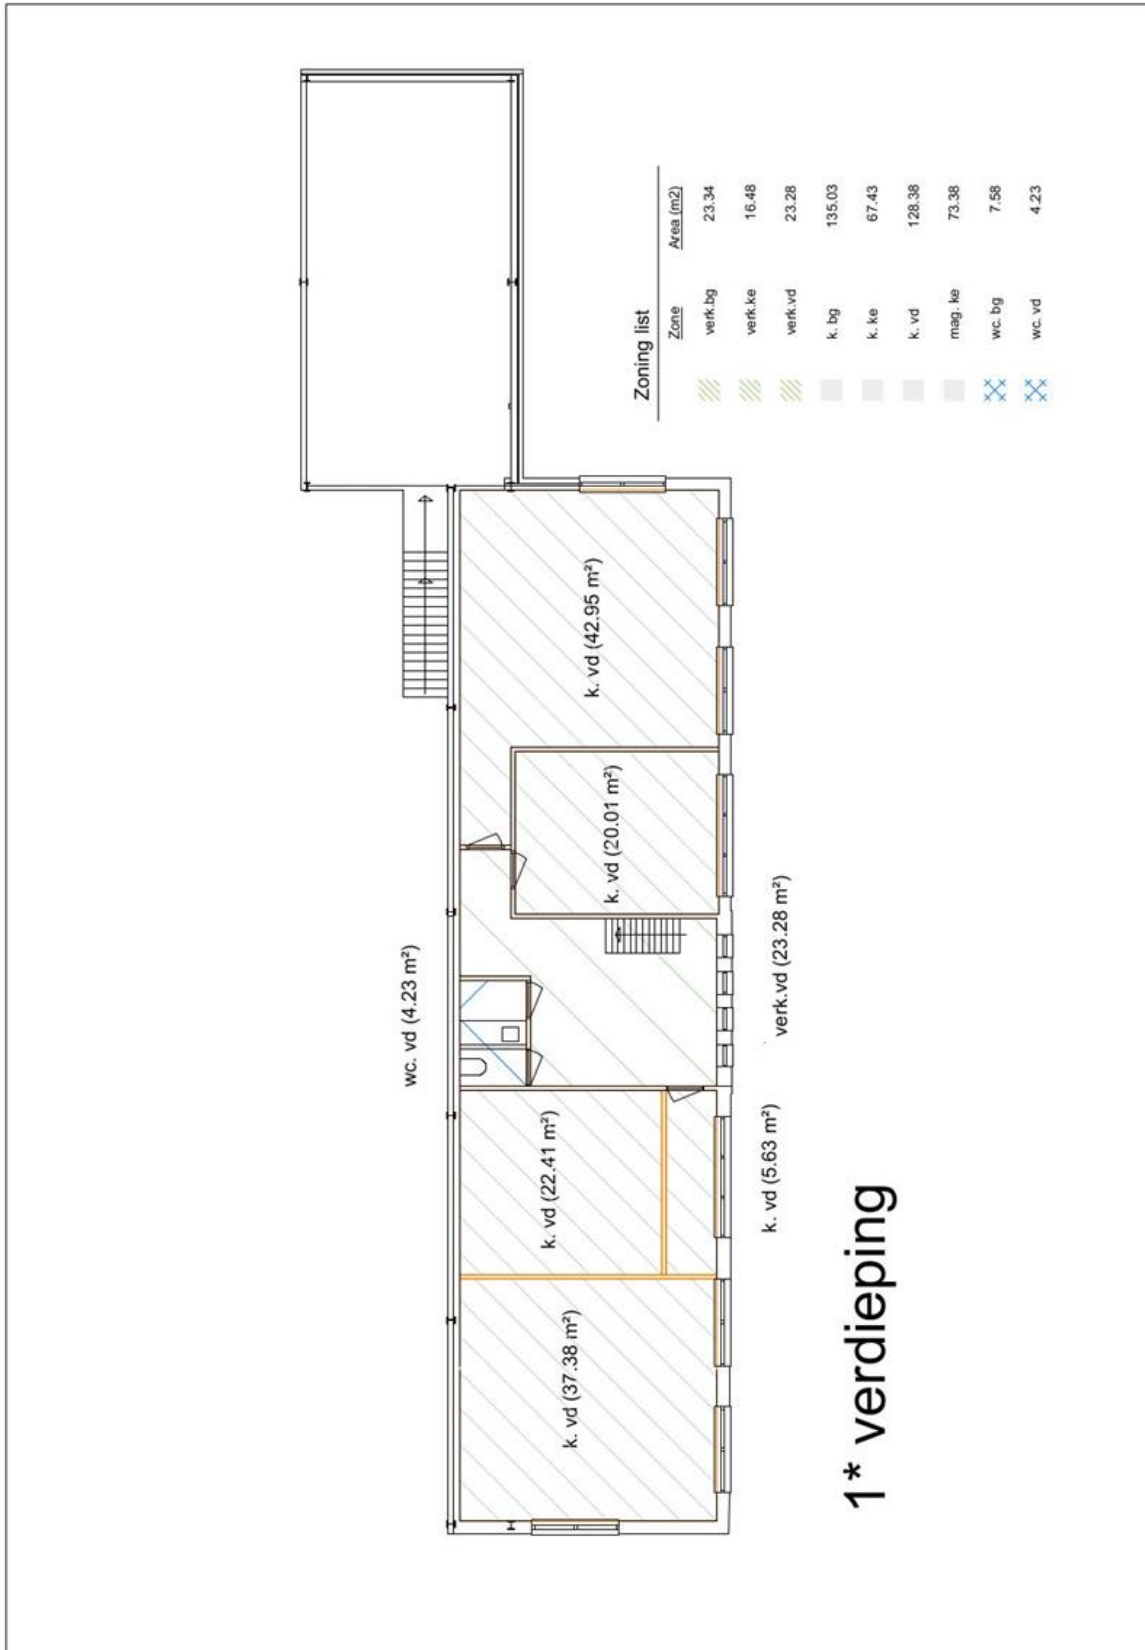 wc. vd (4.23 m²)
k. vd (37.38 m²)
k. vd (22.41 m²)
k. vd (20.01 m²)
k. vd (42.95 m²)
k. vd (5.63 m²)
verk.vd (23.28 m²)
1* verdieping
Zoning list
Zone Area (m2)
verk.bg 23.34
verk.ke 16.48
verk.vd 23.28
k. bg 135.03
k. ke 67.43
k. vd 128.38
mag. ke 73.38
wc. bg 7.58
wc. vd 4.23